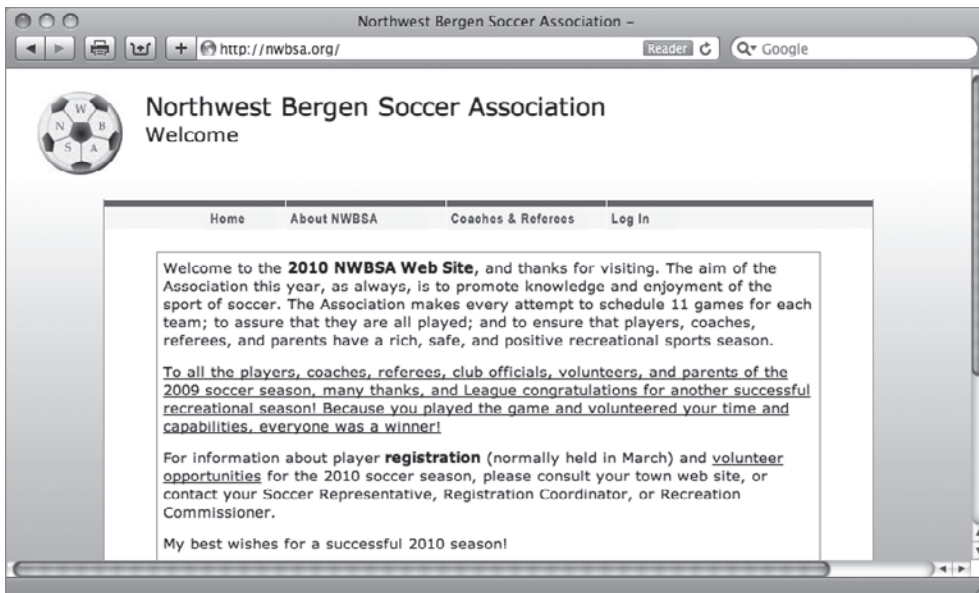 Northwest Bergen Soccer Association –
http://nwbsa.org/
Reader
Google
W
N B
S A
Northwest Bergen Soccer Association
Welcome
Home About NWBSA Coaches & Referees Log In
Welcome to the 2010 NWBSA Web Site, and thanks for visiting. The aim of the
Association this year, as always, is to promote knowledge and enjoyment of the
sport of soccer. The Association makes every attempt to schedule 11 games for each
team; to assure that they are all played; and to ensure that players, coaches,
referees, and parents have a rich, safe, and positive recreational sports season.
To all the players, coaches, referees, club officials, volunteers, and parents of the
2009 soccer season, many thanks, and League congratulations for another successful
recreational season! Because you played the game and volunteered your time and
capabilities, everyone was a winner!
For information about player registration (normally held in March) and volunteer
opportunities for the 2010 soccer season, please consult your town web site, or
contact your Soccer Representative, Registration Coordinator, or Recreation
Commissioner.
My best wishes for a successful 2010 season!